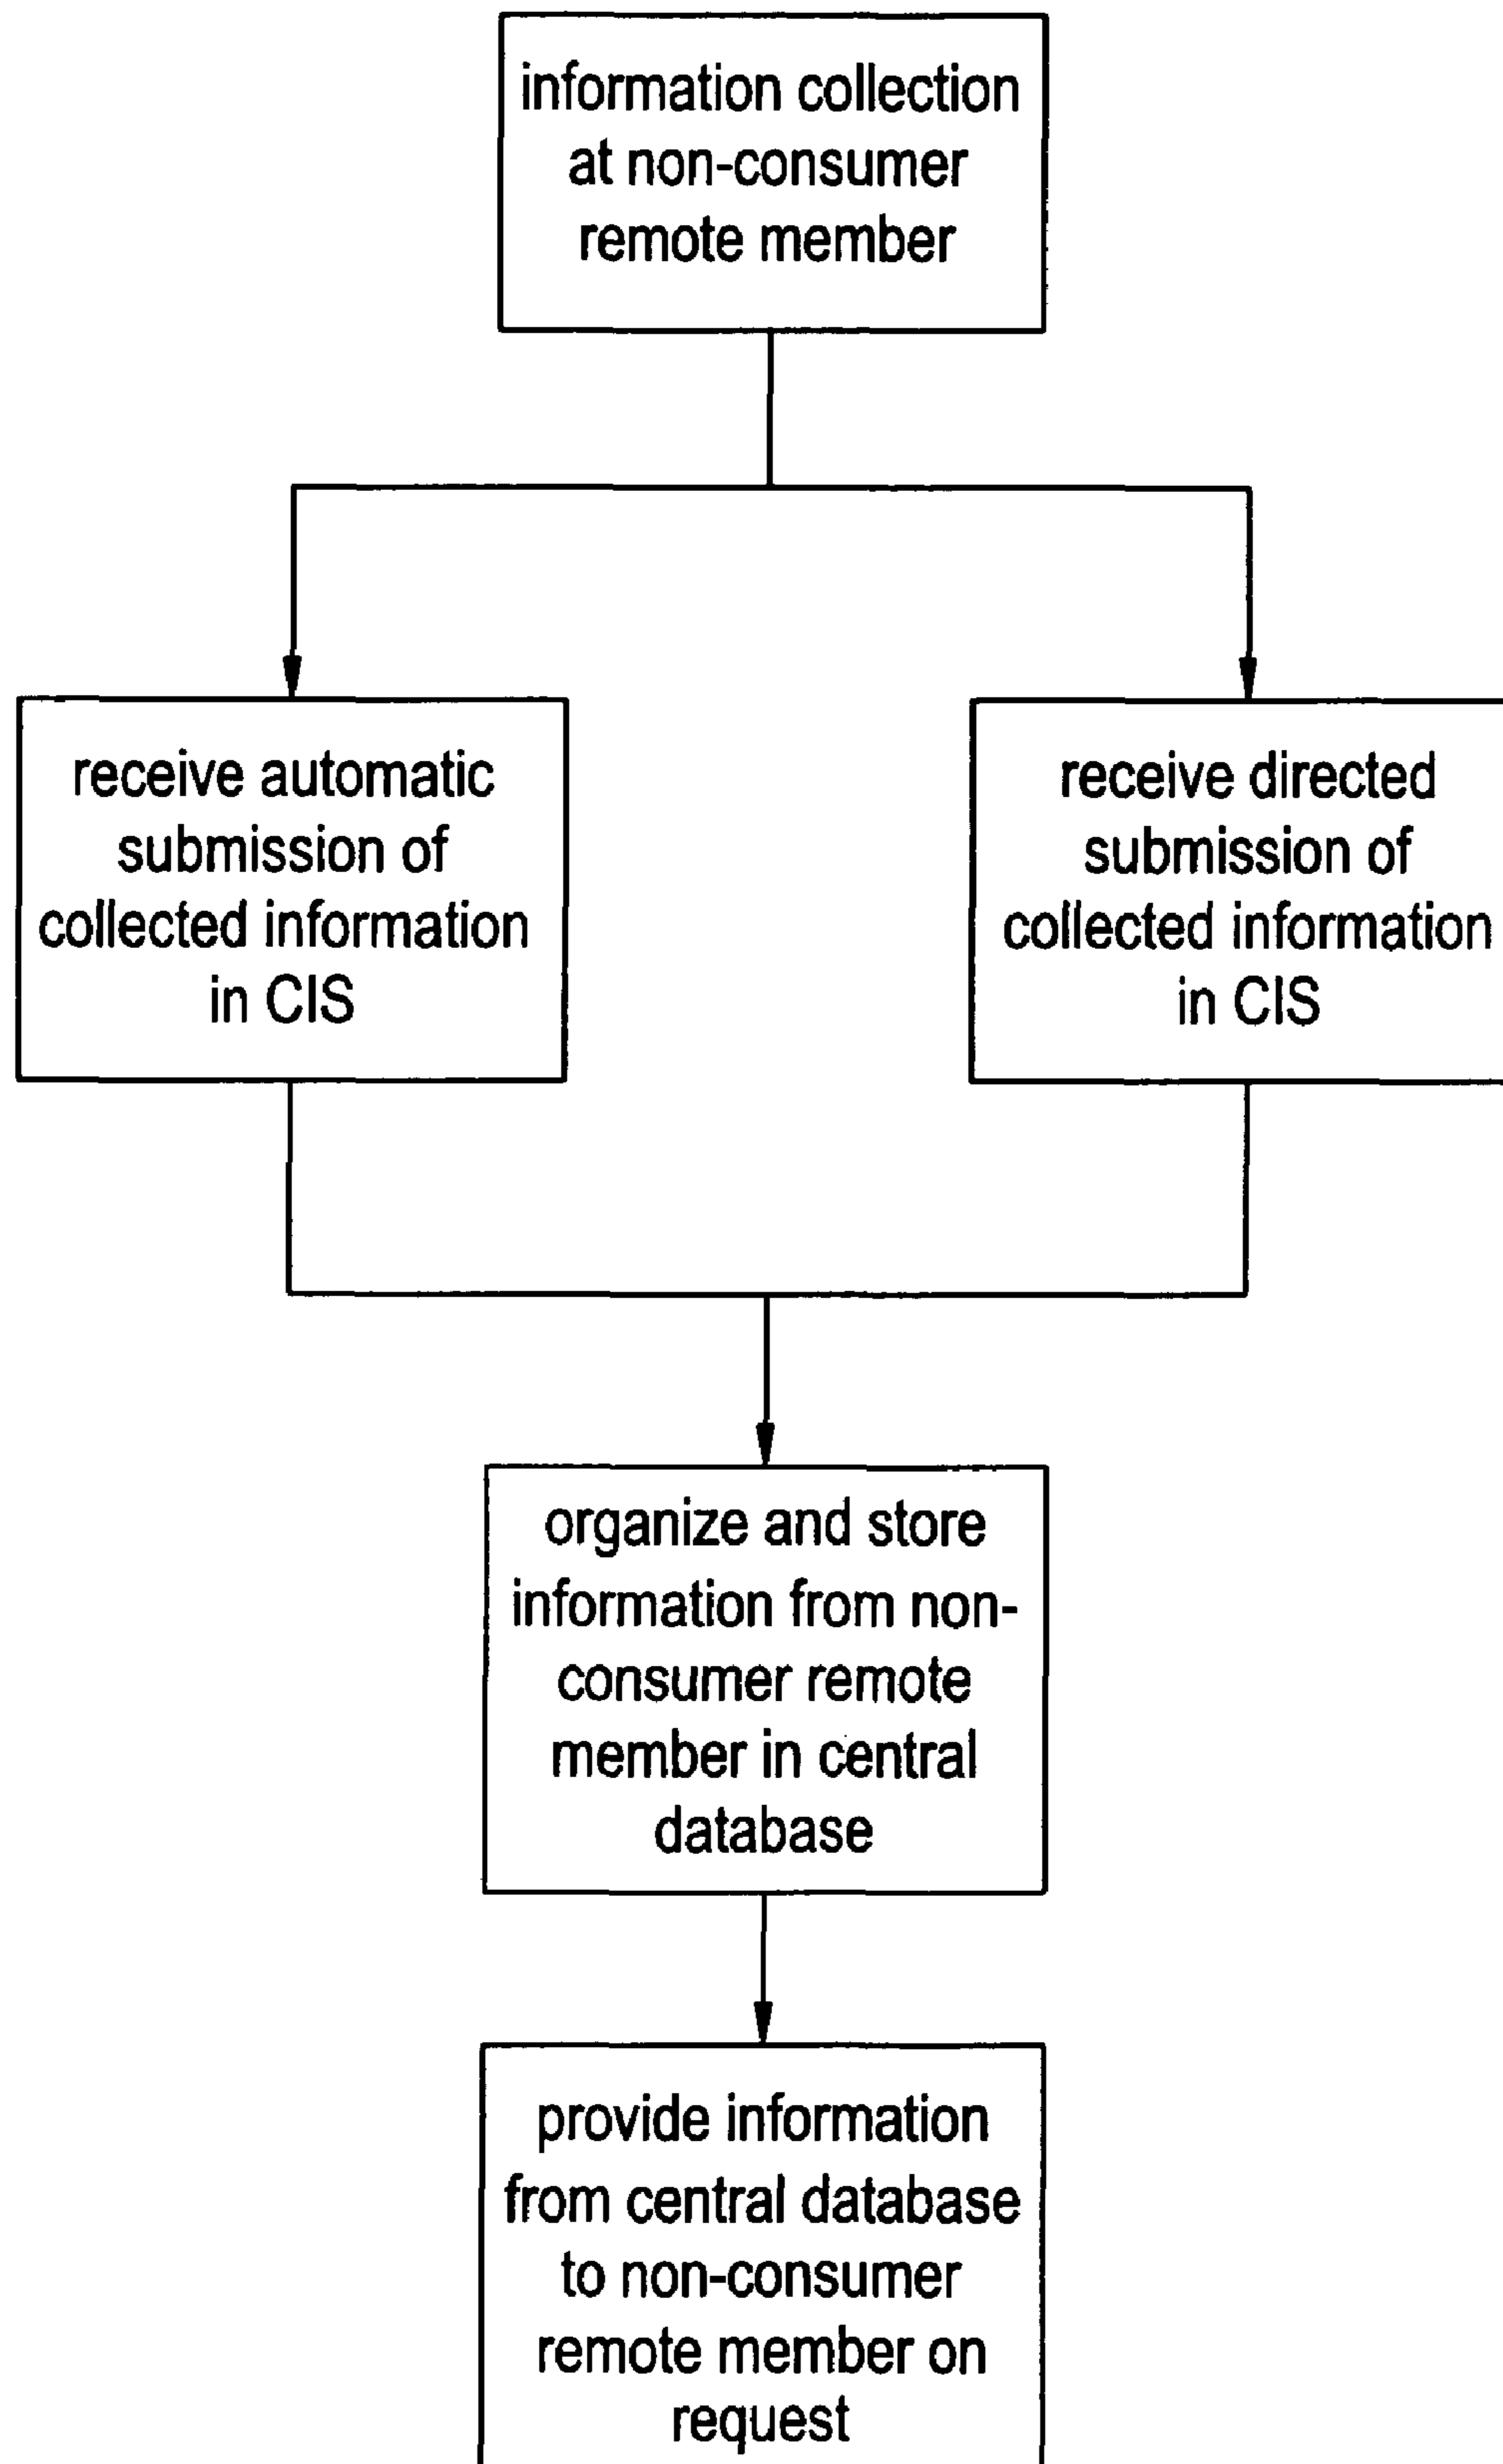 information collection
at non-consumer
remote member
receive automatic
submission of
collected information
in CIS
receive directed
submission of
collected information
in CIS
organize and store
information from non-
consumer remote
member in central
database
provide information
from central database
to non-consumer
remote member on
request